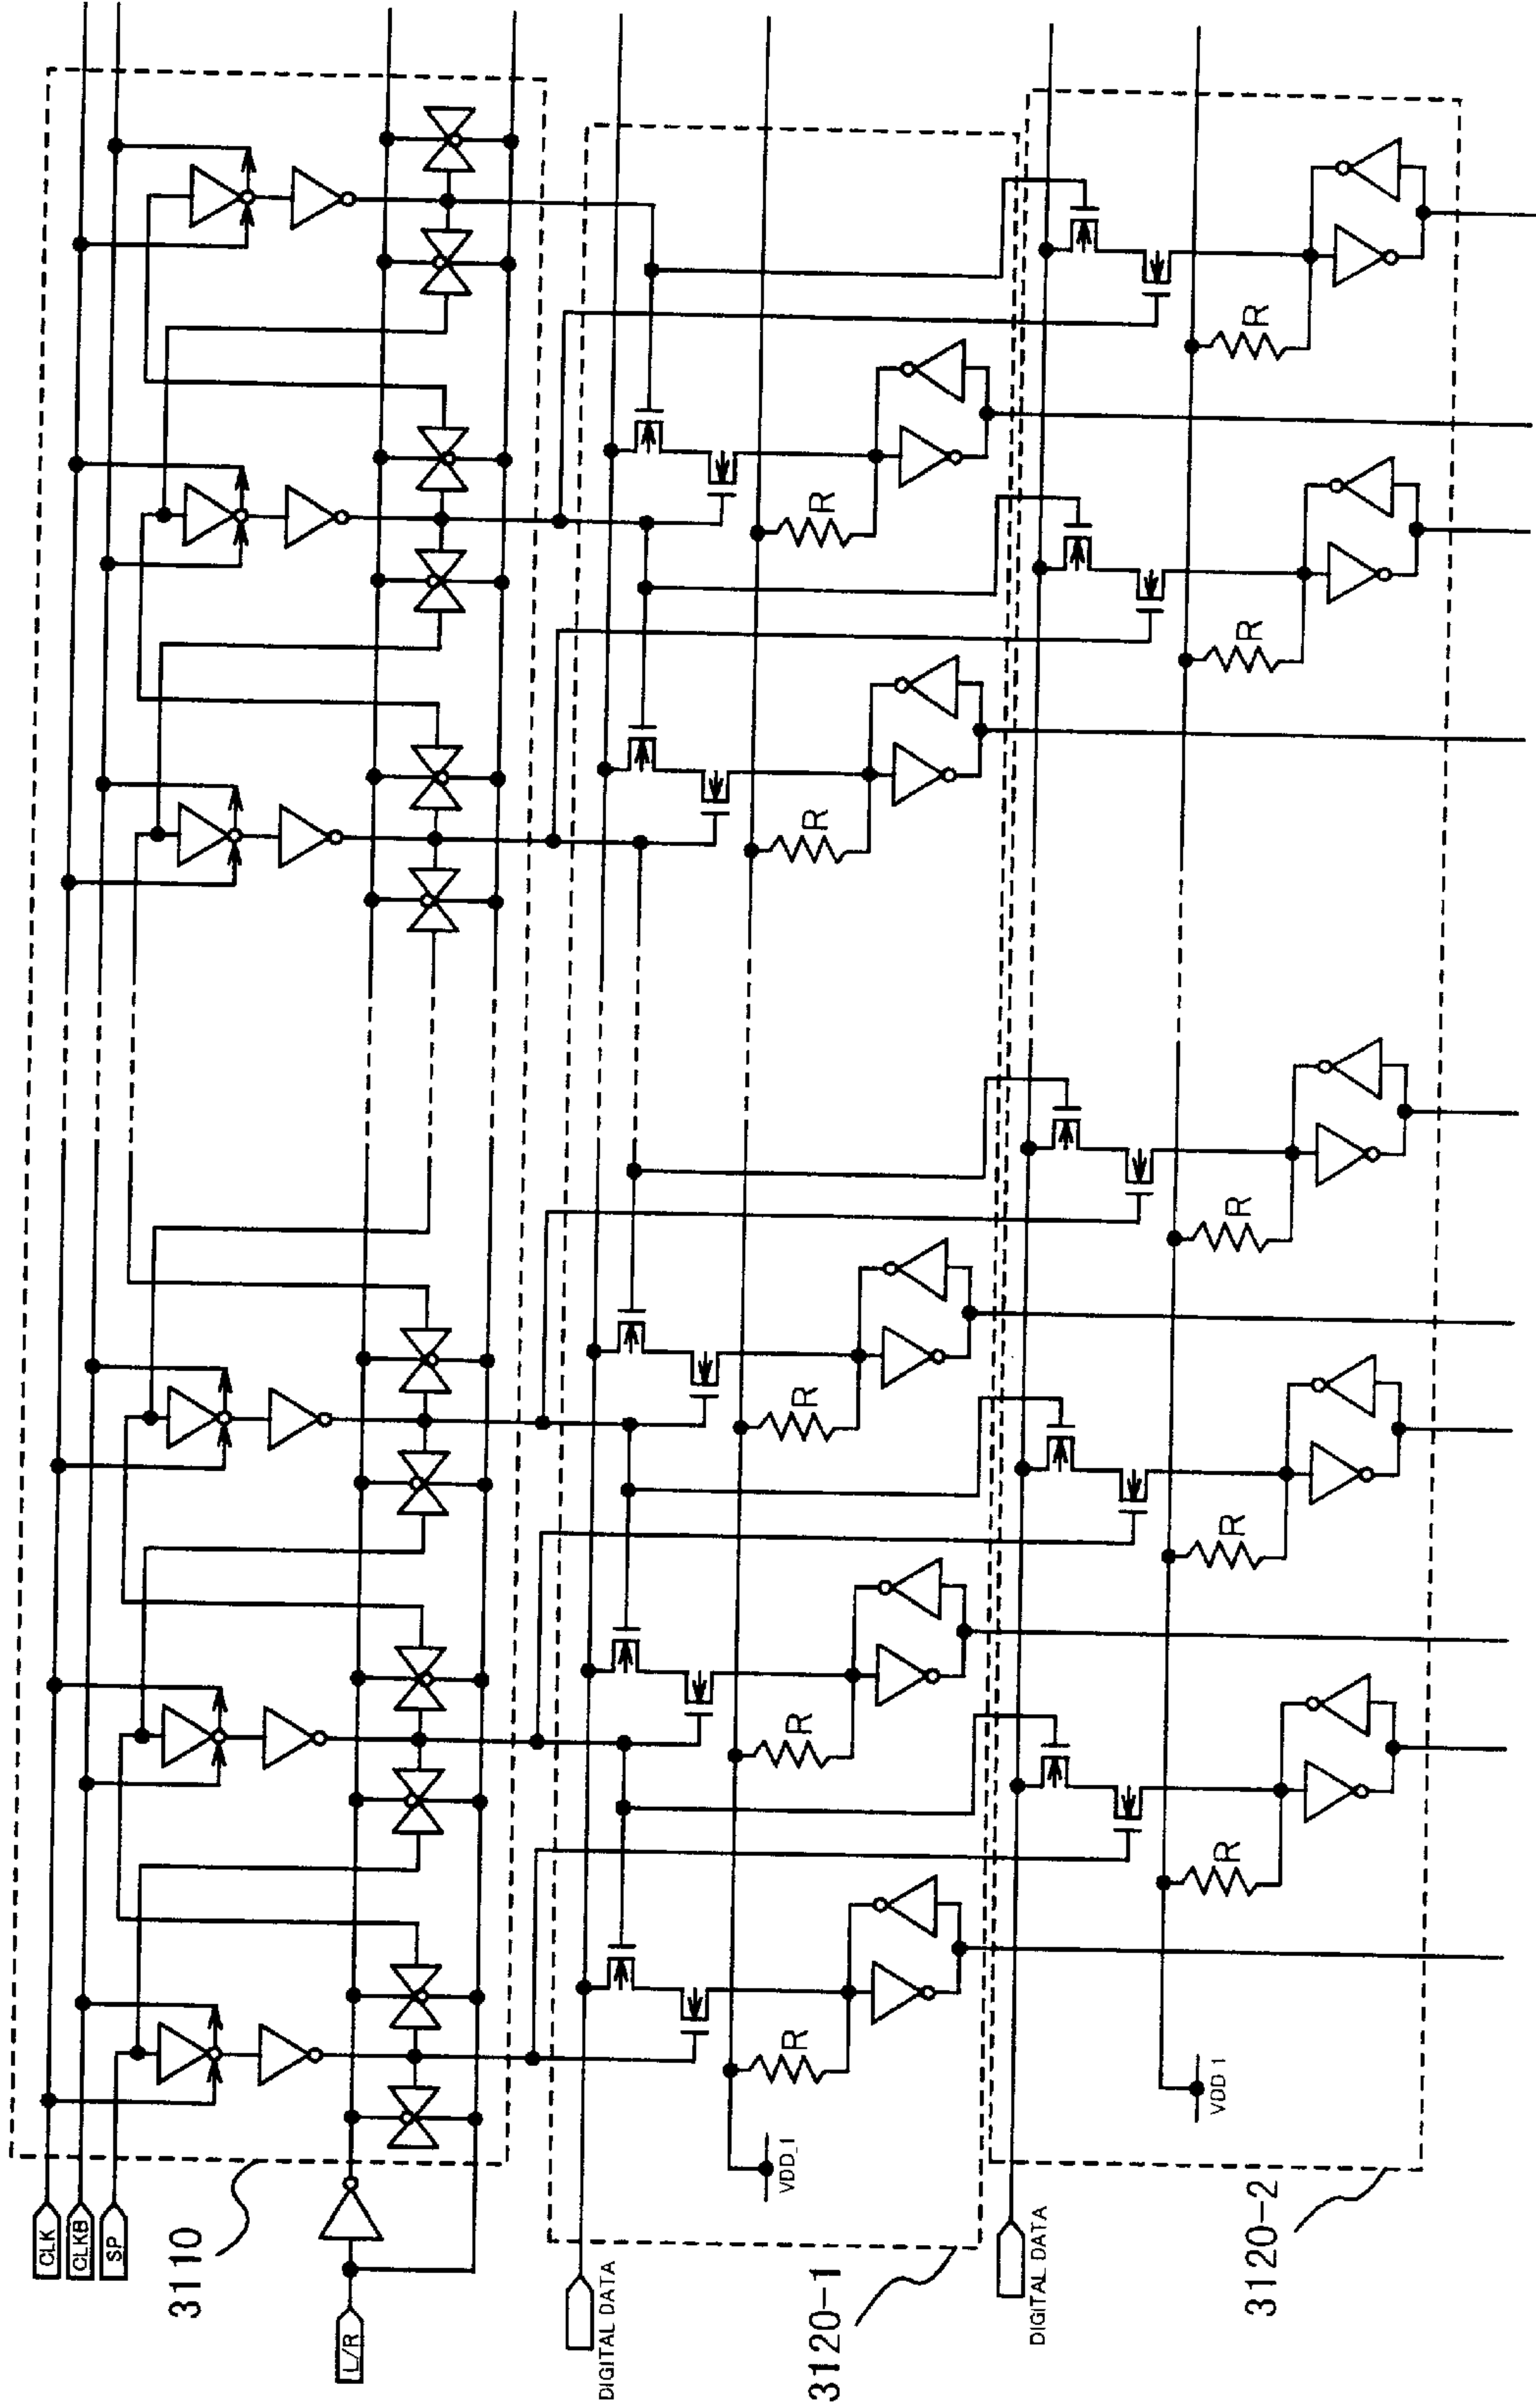 CLK
CLKB
SP
3110
L/R
DIGITAL DATA
R
R
R
R
R
VDD_1
3120-1
DIGITAL DATA
R
R
R
R
R
VDD 1
3120-2